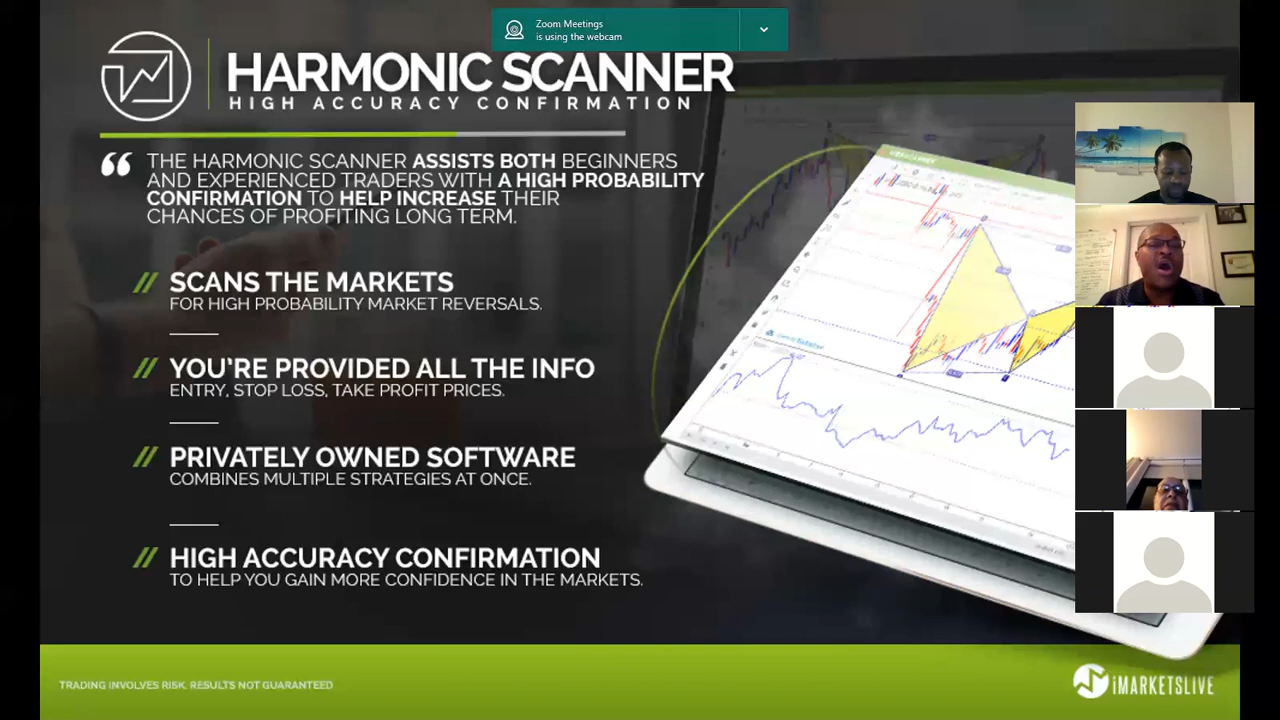 Zoom Meetings
is using the webcam
HARMONIC SCANNER
HIGH ACCURACY CONFIRMATION
“ THE HARMONIC SCANNER ASSISTS BOTH BEGINNERS
AND EXPERIENCED TRADERS WITH A HIGH PROBABILITY
CONFIRMATION TO HELP INCREASE THEIR
CHANCES OF PROFITING LONG TERM.
// SCANS THE MARKETS
FOR HIGH PROBABILITY MARKET REVERSALS.
// YOU'RE PROVIDED ALL THE INFO
ENTRY, STOP LOSS, TAKE PROFIT PRICES.
// PRIVATELY OWNED SOFTWARE
COMBINES MULTIPLE STRATEGIES AT ONCE.
// HIGH ACCURACY CONFIRMATION
TO HELP YOU GAIN MORE CONFIDENCE IN THE MARKETS.
TRADING INVOLVES RISK. RESULTS NOT GUARANTEED
iMARKETSLIVE